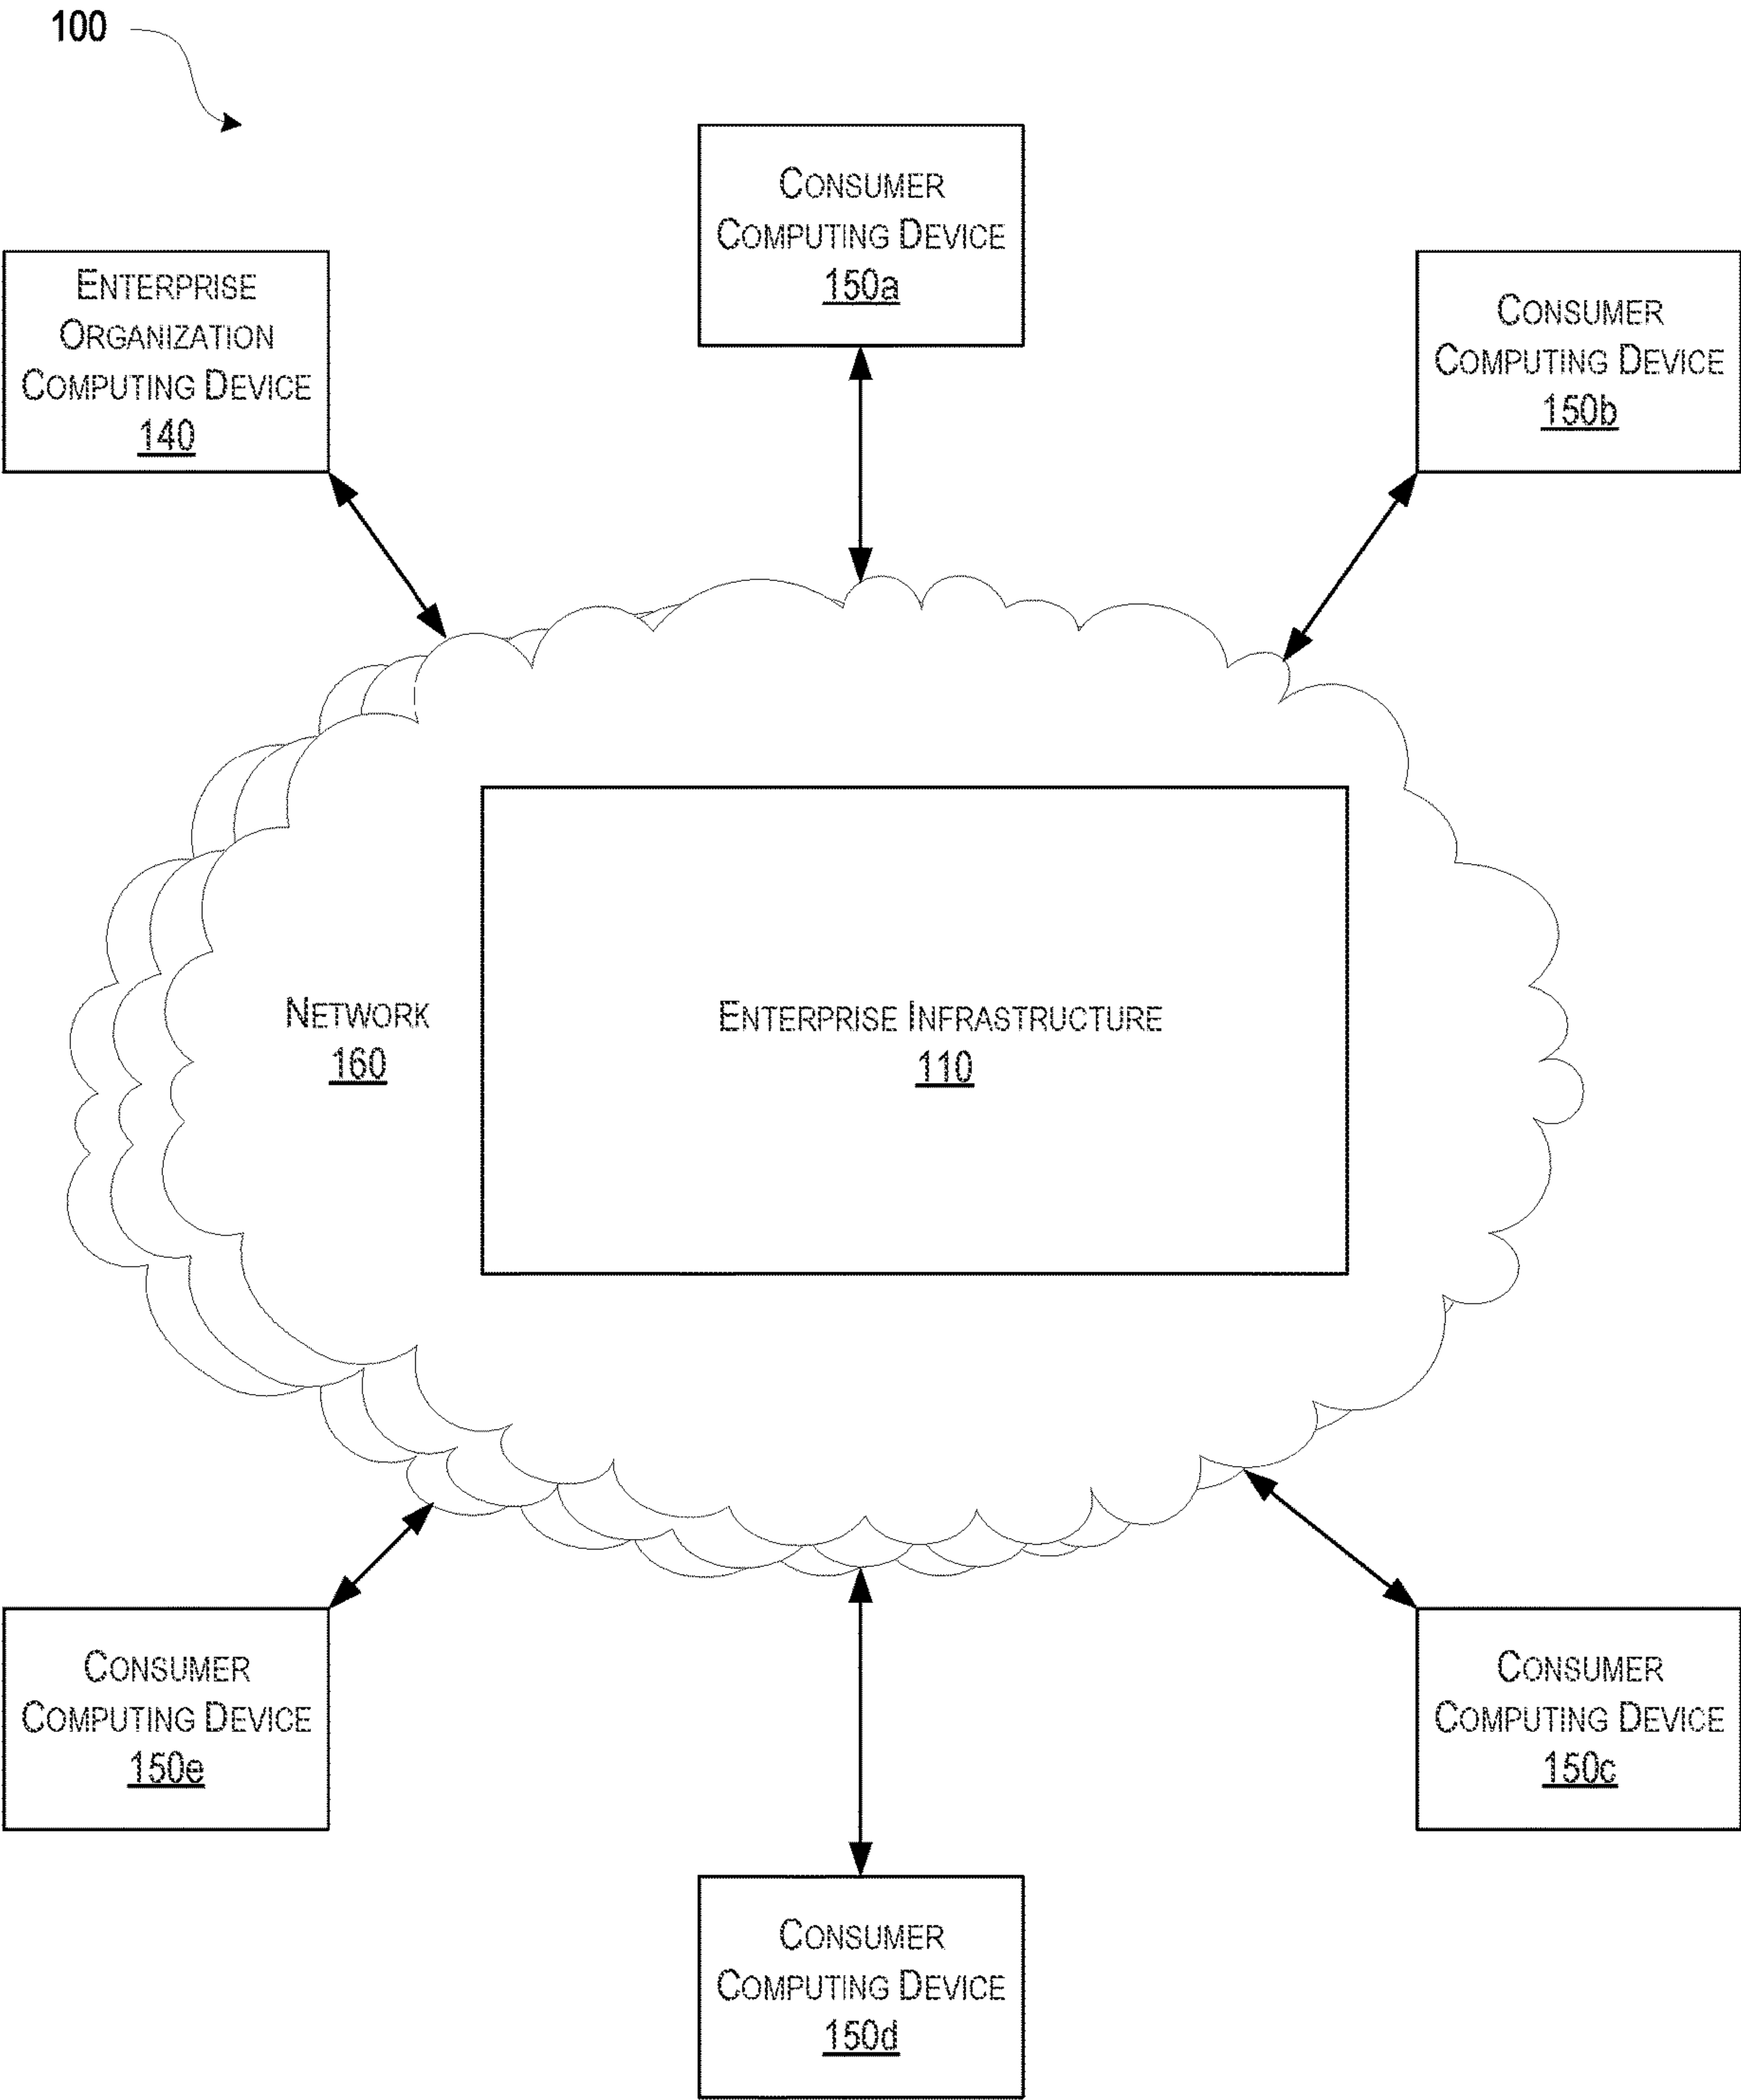 100
CONSUMER
COMPUTING DEVICE
150a
ENTERPRISE
ORGANIZATION
COMPUTING DEVICE
140
CONSUMER
COMPUTING DEVICE
150b
NETWORK
160
ENTERPRISE INFRASTRUCTURE
110
CONSUMER
COMPUTING DEVICE
150e
CONSUMER
COMPUTING DEVICE
150c
CONSUMER
COMPUTING DEVICE
150d